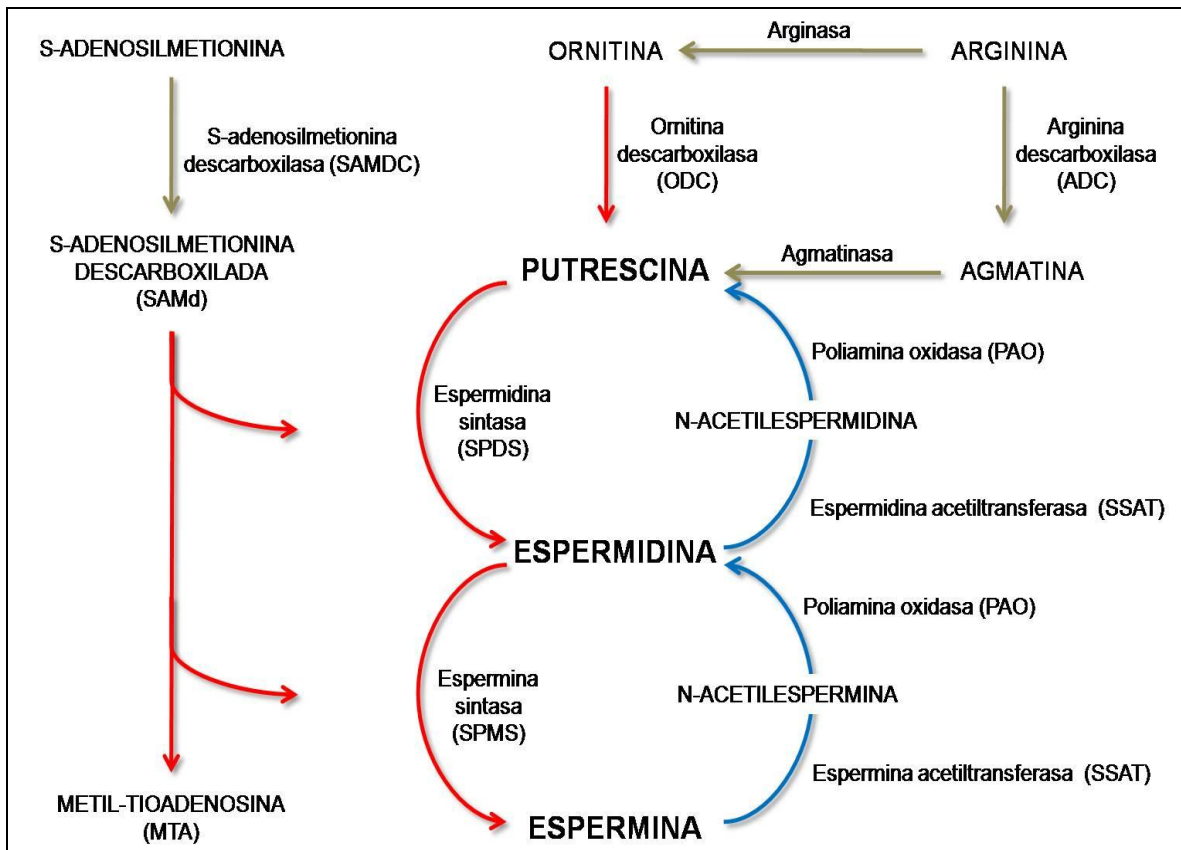 S-ADENOSILMETIONINA
S-adenosilmetionina
descarboxilasa (SAMDC)
S-ADENOSILMETIONINA
DESCARBOXILADA
(SAMd)
METIL-TIOADENOSINA
(MTA)
ORNITINA
Arginasa
ARGININA
Ornitina
descarboxilasa
(ODC)
Arginina
descarboxilasa
(ADC)
PUTRESCINA
Agmatinasa
AGMATINA
Espermidina
sintasa
(SPDS)
Poliamina oxidasa (PAO)
N-ACETILESPERMIDINA
Espermidina acetiltransferasa (SSAT)
ESPERMIDINA
Espermina
sintasa
(SPMS)
Poliamina oxidasa (PAO)
N-ACETILESPERMINA
Espermina acetiltransferasa (SSAT)
ESPERMINA